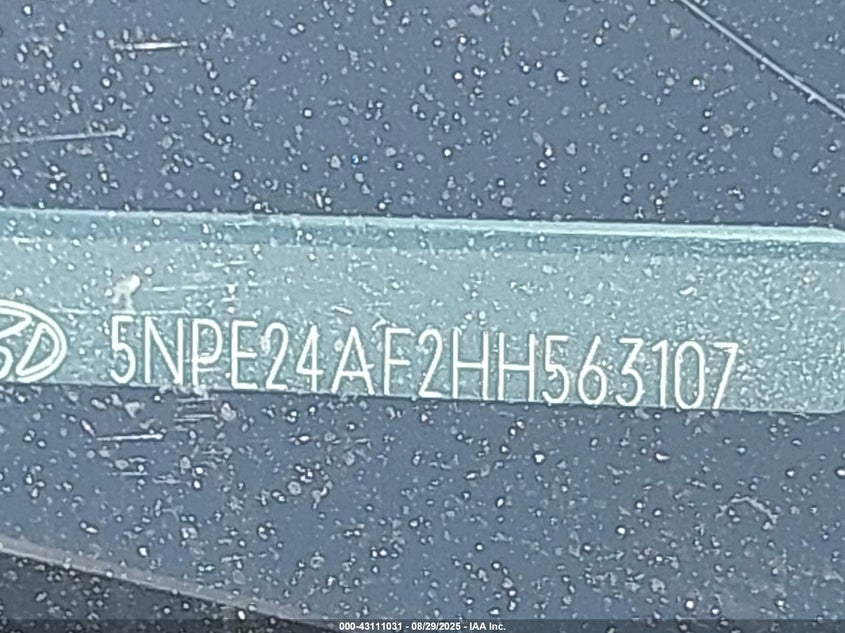 5NPE24AF2HH563107
000-43111031 - 08/29/2025 - IAA Inc.